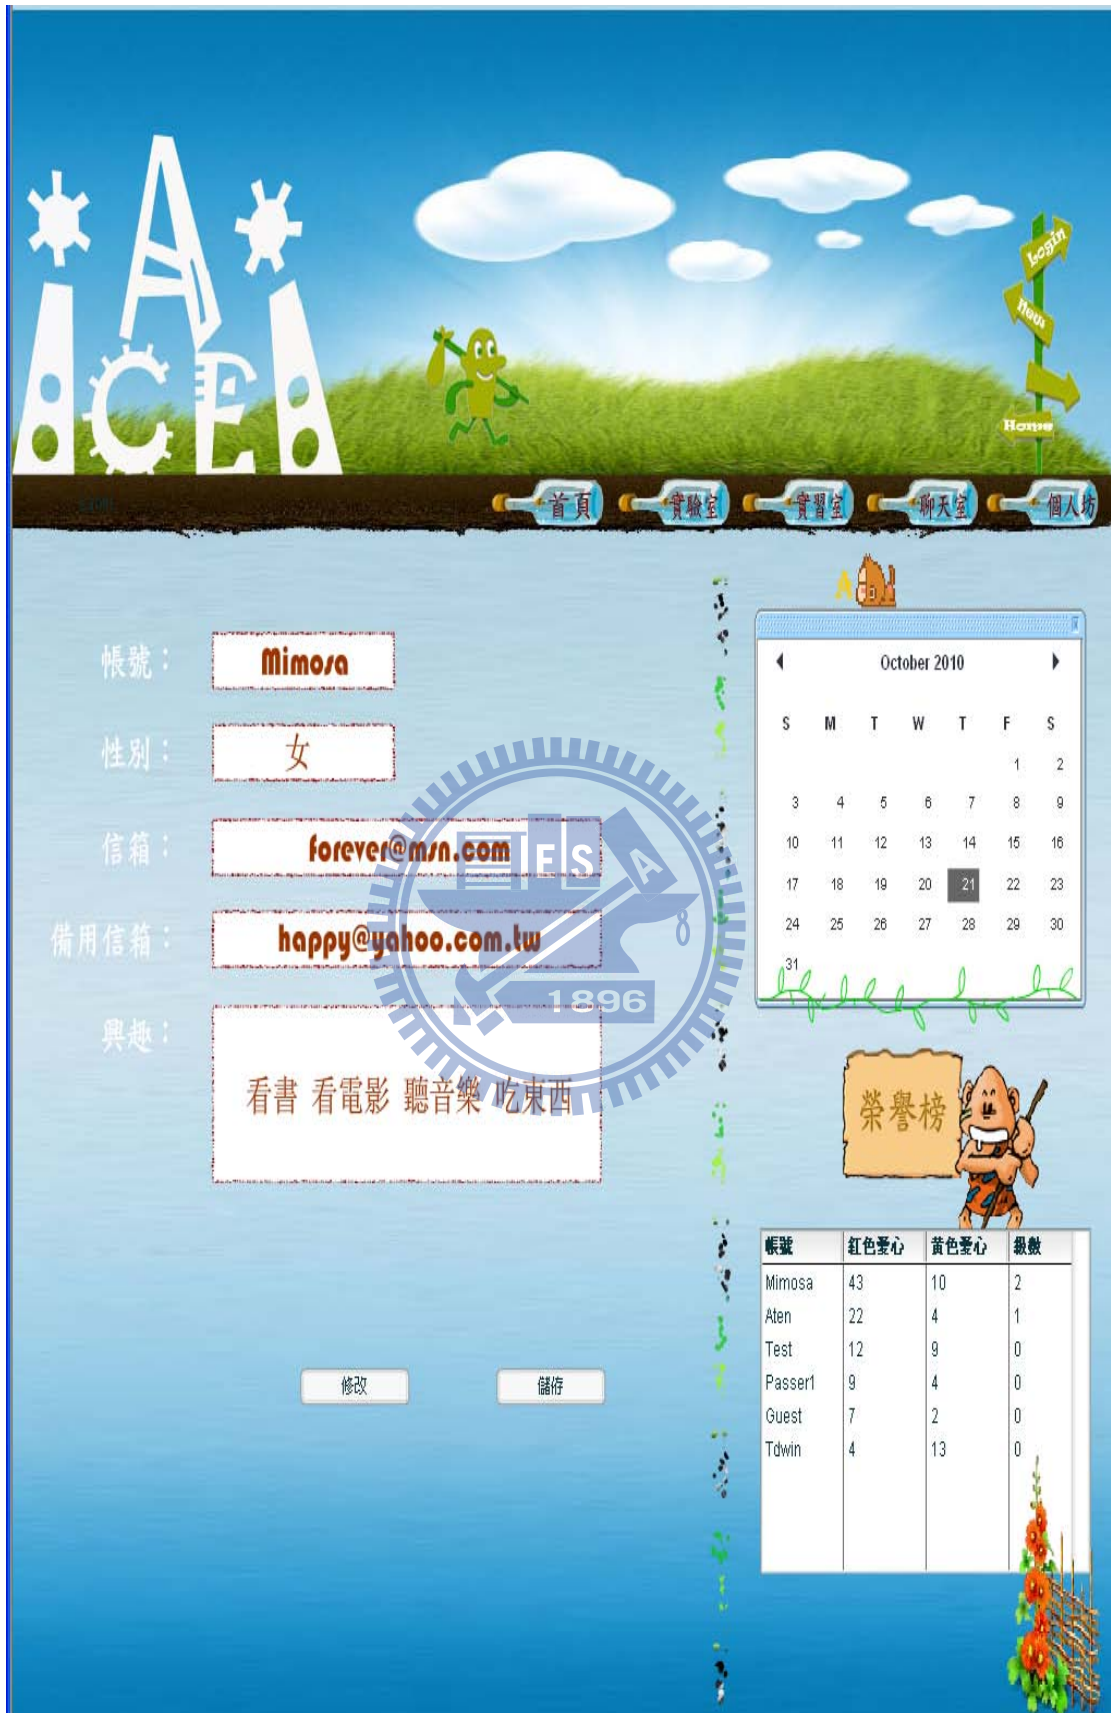 A
ICEA
Login
New
Home
首頁 實驗室 實習室 聊天室 個人坊
A
帳號： Mimosa
性別： 女
信箱： forever@msn.com
備用信箱： happy@yahoo.com.tw
興趣： 看書 看電影 聽音樂 吃東西
修改 儲存
October 2010
S M T W T F S
1 2
3 4 5 6 7 8 9
10 11 12 13 14 15 16
17 18 19 20 21 22 23
24 25 26 27 28 29 30
31
榮譽榜
帳號 紅色愛心 黃色愛心 級數
Mimosa 43 10 2
Aten 22 4 1
Test 12 9 0
Passer1 9 4 0
Guest 7 2 0
Tdwin 4 13 0
ES
A
8
1896